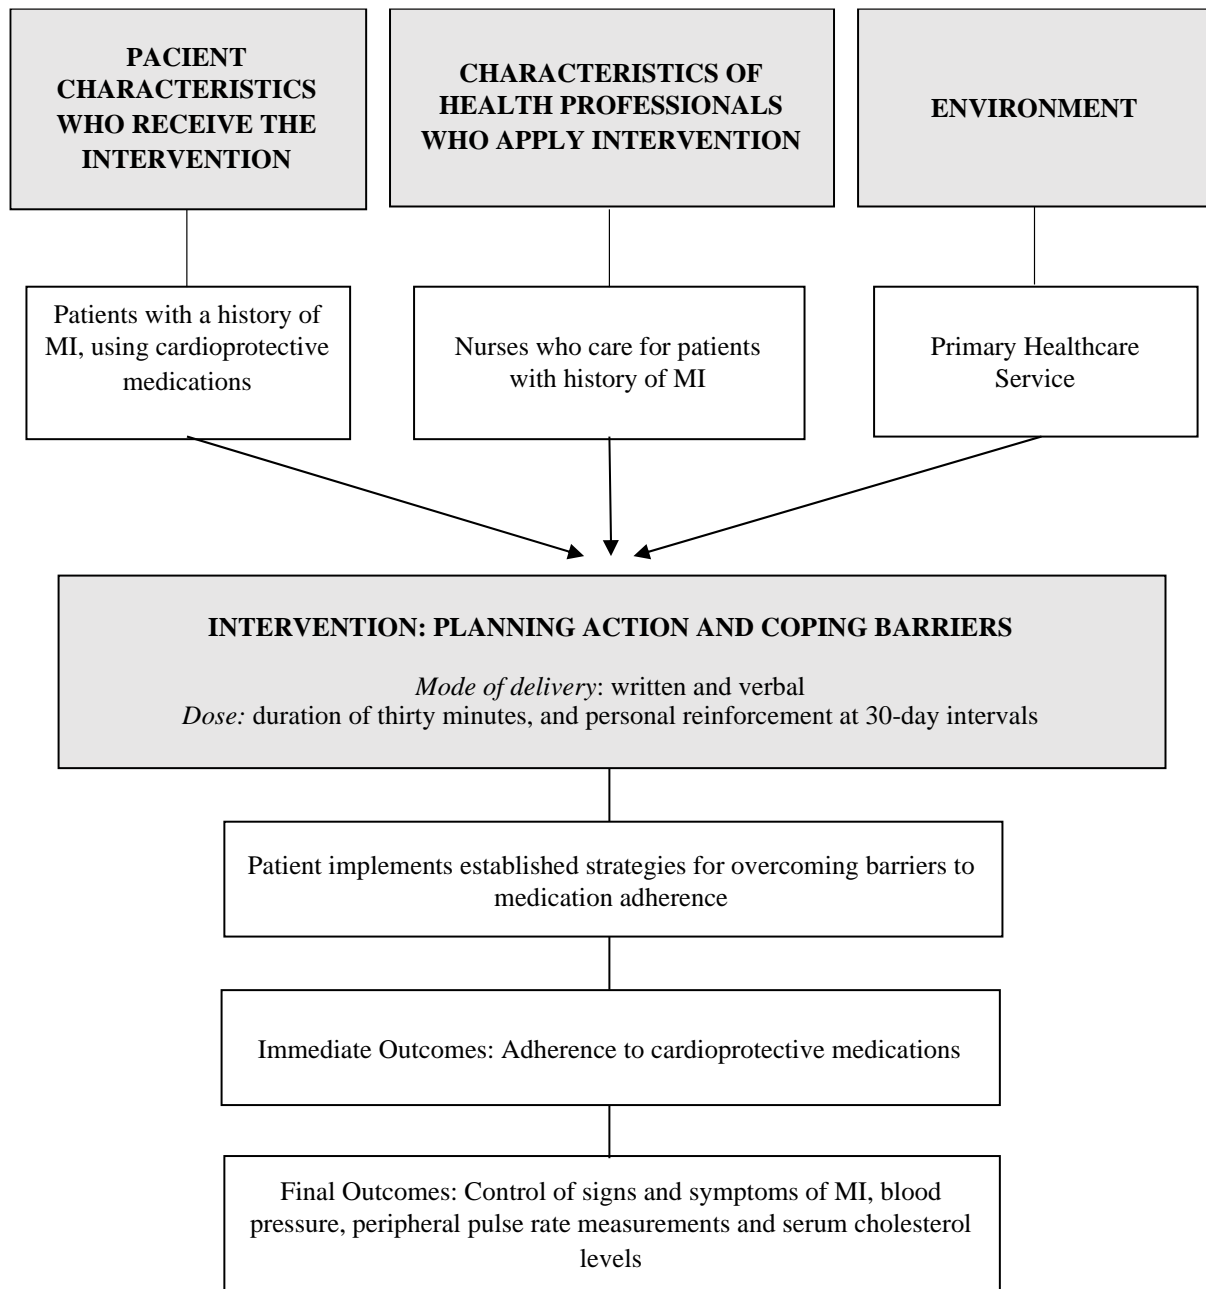 PACIENT
CHARACTERISTICS
WHO RECEIVE THE
INTERVENTION
CHARACTERISTICS OF
HEALTH PROFESSIONALS
WHO APPLY INTERVENTION
ENVIRONMENT
Patients with a history of
MI, using cardioprotective
medications
Nurses who care for patients
with history of MI
Primary Healthcare
Service
INTERVENTION: PLANNING ACTION AND COPING BARRIERS
Mode of delivery: written and verbal
Dose: duration of thirty minutes, and personal reinforcement at 30-day intervals
Patient implements established strategies for overcoming barriers to
medication adherence
Immediate Outcomes: Adherence to cardioprotective medications
Final Outcomes: Control of signs and symptoms of MI, blood
pressure, peripheral pulse rate measurements and serum cholesterol
levels